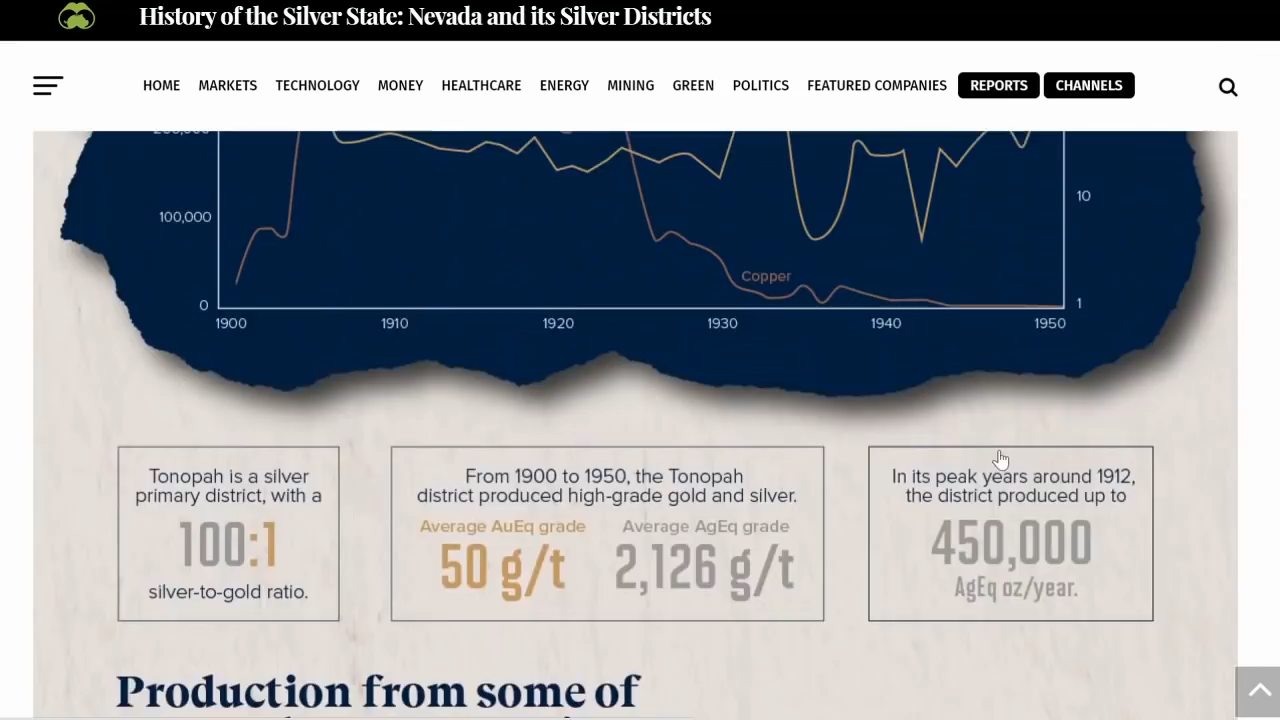 History of the Silver State: Nevada and its Silver Districts
HOME MARKETS TECHNOLOGY MONEY HEALTHCARE ENERGY MINING GREEN POLITICS FEATURED COMPANIES REPORTS CHANNELS
10
100,000
Copper
0
1
1900 1910 1920 1930 1940 1950
Tonopah is a silver
primary district, with a
100:1
silver-to-gold ratio.
From 1900 to 1950, the Tonopah
district produced high-grade gold and silver.
Average AuEq grade Average AgEq grade
50 g/t 2,126 g/t
In its peak years around 1912,
the district produced up to
450,000
AgEq oz/year.
Production from some of